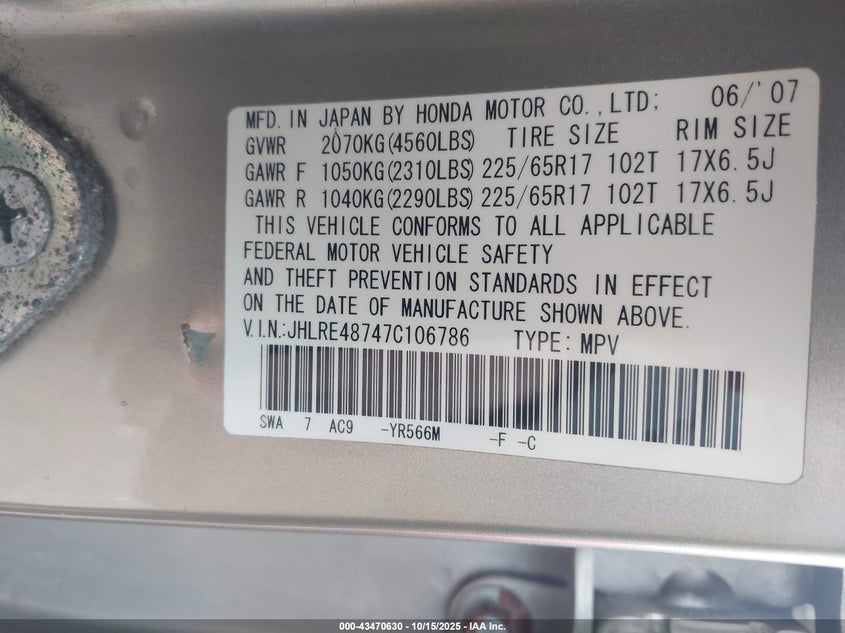 MFD. IN JAPAN BY HONDA MOTOR CO.,LTD; 06/'07
GVWR 2070KG(4560LBS) TIRE SIZE RIM SIZE
GAWR F 1050KG(2310LBS) 225/65R17 102T 17X6.5J
GAWR R 1040KG(2290LBS) 225/65R17 102T 17X6.5J
THIS VEHICLE CONFORMS TO ALL APPLICABLE
FEDERAL MOTOR VEHICLE SAFETY
AND THEFT PREVENTION STANDARDS IN EFFECT
ON THE DATE OF MANUFACTURE SHOWN ABOVE.
V.I.N.:JHLRE48747C106786 TYPE: MPV
SWA 7 AC9 -YR566M -F -C
000-43470630 - 10/15/2025 - IAA Inc.